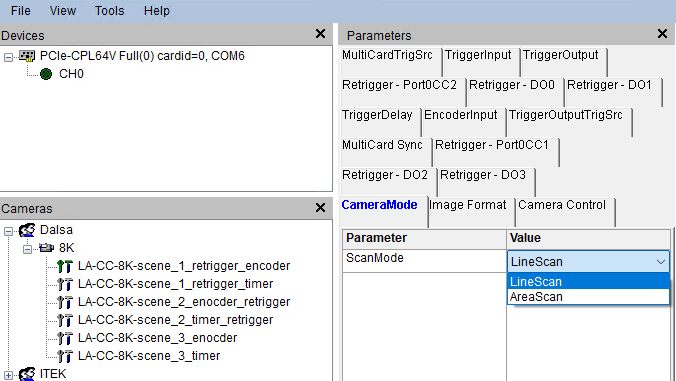 File View Tools Help
Devices
PCIe-CPL64V Full(0) cardid=0, COM6
CH0
Cameras
Dalsa
8K
LA-CC-8K-scene_1_retrigger_encoder
LA-CC-8K-scene_1_retrigger_timer
LA-CC-8K-scene_2_enocder_retrigger
LA-CC-8K-scene_2_timer_retrigger
LA-CC-8K-scene_3_enocder
LA-CC-8K-scene_3_timer
ITEK
Parameters
MultiCardTrigSrc TriggerInput TriggerOutput
Retrigger - Port0CC2 Retrigger - DO0 Retrigger - DO1
TriggerDelay EncoderInput TriggerOutputTrigSrc
MultiCard Sync Retrigger - Port0CC1
Retrigger - DO2 Retrigger - DO3
CameraMode Image Format Camera Control
Parameter Value
ScanMode LineScan
LineScan
AreaScan